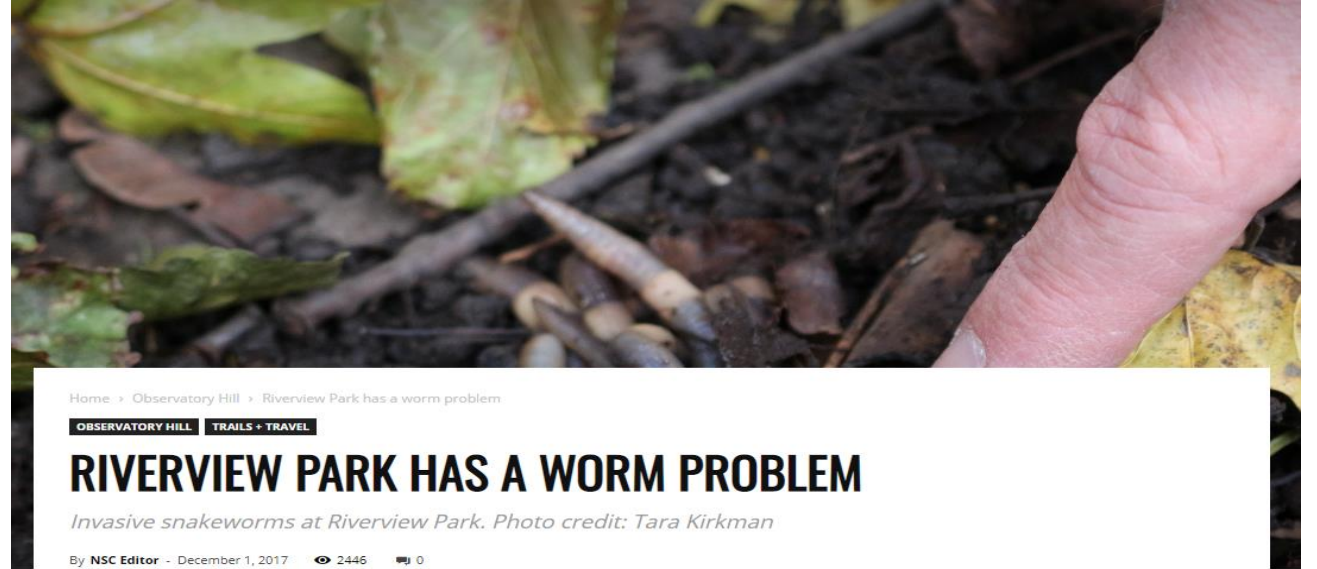 Home › Observatory Hill › Riverview Park has a worm problem
OBSERVATORY HILL TRAILS + TRAVEL
RIVERVIEW PARK HAS A WORM PROBLEM
Invasive snakeworms at Riverview Park. Photo credit: Tara Kirkman
By NSC Editor - December 1, 2017 2446 0